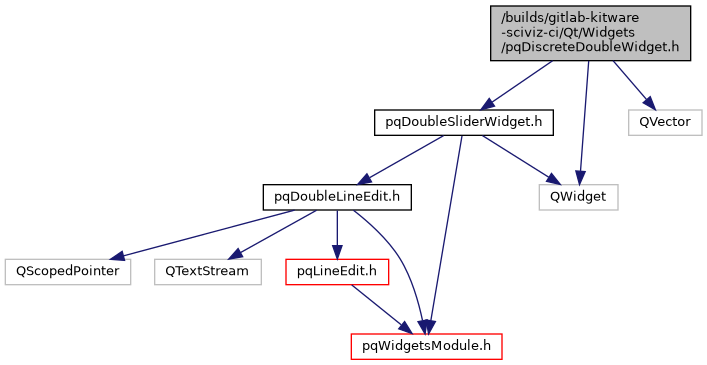 /builds/gitlab-kitware
-sciviz-ci/Qt/Widgets
/pqDiscreteDoubleWidget.h
pqDoubleSliderWidget.h
QVector
pqDoubleLineEdit.h
QWidget
QScopedPointer
QTextStream
pqLineEdit.h
pqWidgetsModule.h